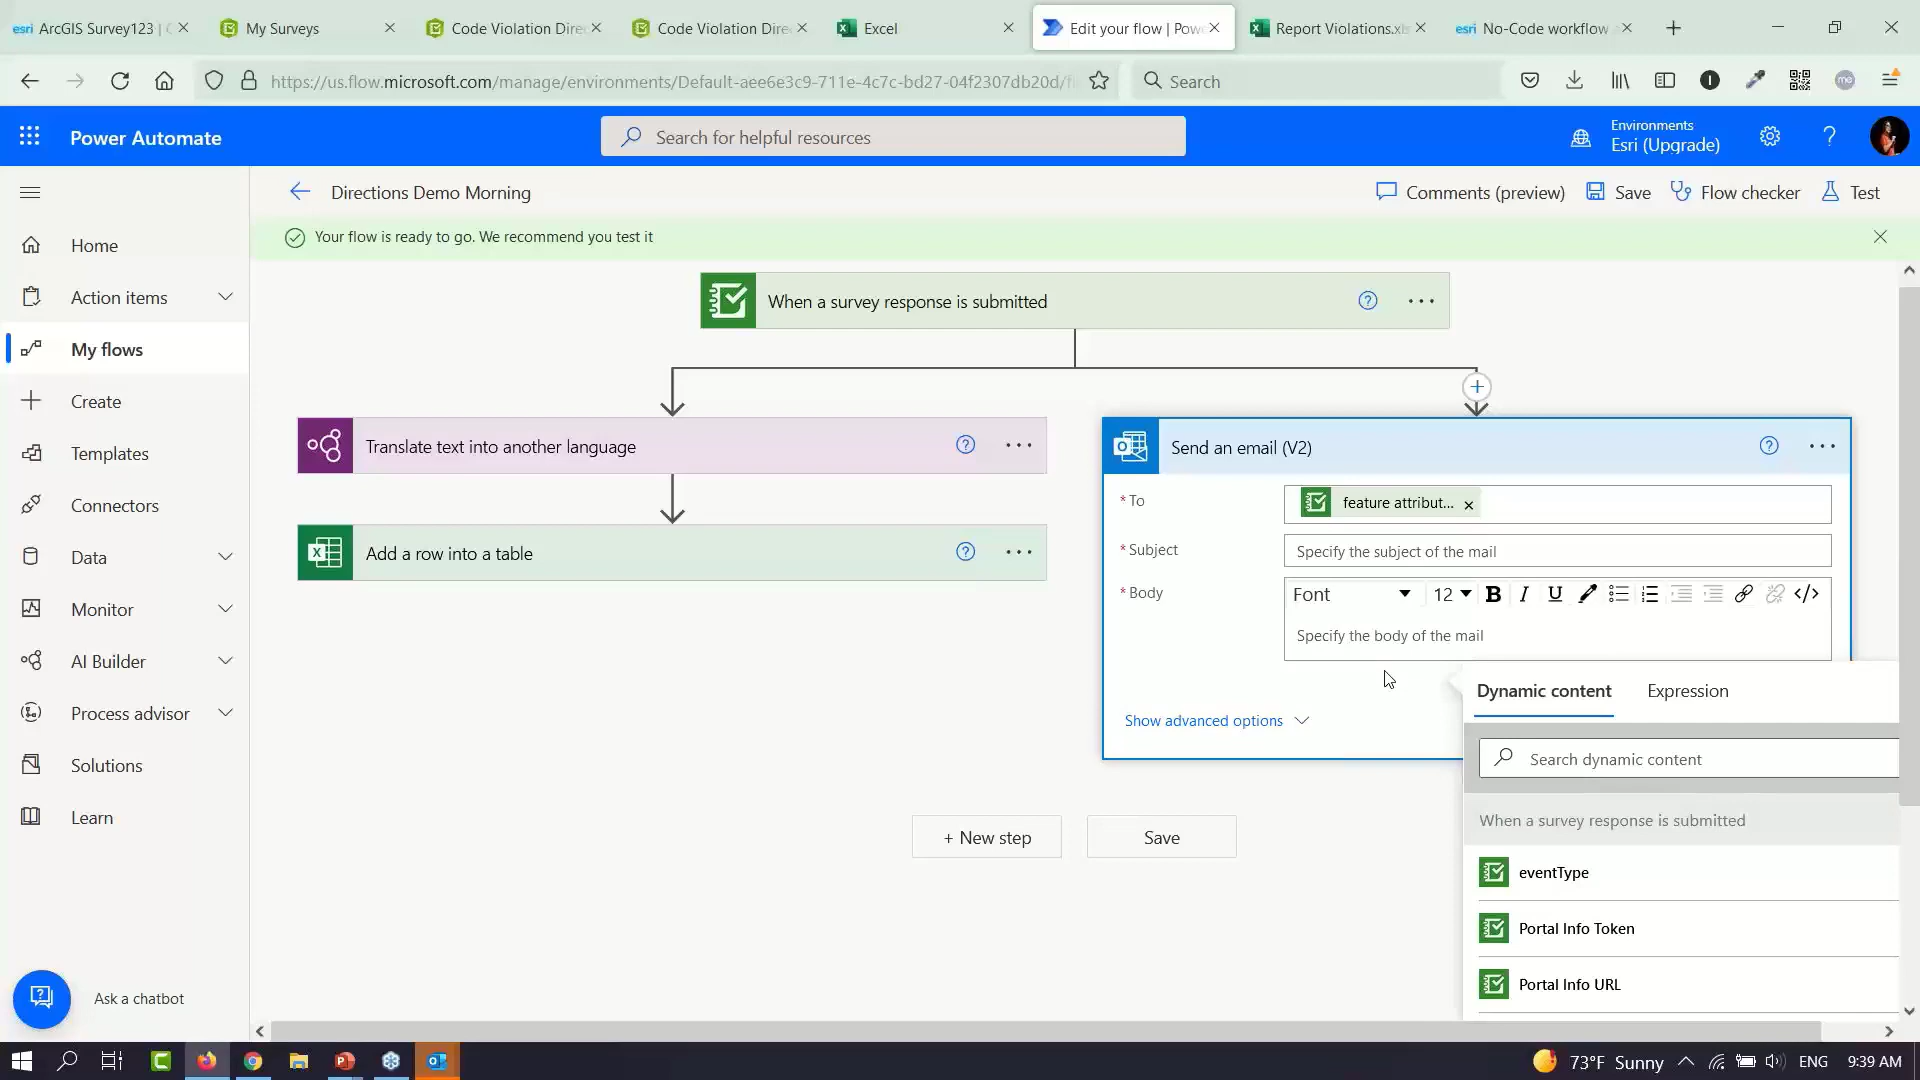 esri ArcGIS Survey123 | C
My Surveys
Code Violation Dire
Code Violation Dire
Excel
Edit your flow | Powe
Report Violations.xls
esri No-Code workflow
https://us.flow.microsoft.com/manage/environments/Default-aee6e3c9-711e-4c7c-bd27-04f2307db20d/fl
Search
Power Automate
Search for helpful resources
Environments
Esri (Upgrade)
Directions Demo Morning
Comments (preview)
Save
Flow checker
Test
Your flow is ready to go. We recommend you test it
Home
Action items
My flows
Create
Templates
Connectors
Data
Monitor
AI Builder
Process advisor
Solutions
Learn
Ask a chatbot
When a survey response is submitted
Translate text into another language
Add a row into a table
Send an email (V2)
* To
feature attribut... ×
* Subject
Specify the subject of the mail
* Body
Font
12
B I U
Specify the body of the mail
Show advanced options
+ New step
Save
Dynamic content
Expression
Search dynamic content
When a survey response is submitted
eventType
Portal Info Token
Portal Info URL
73°F Sunny
ENG
9:39 AM